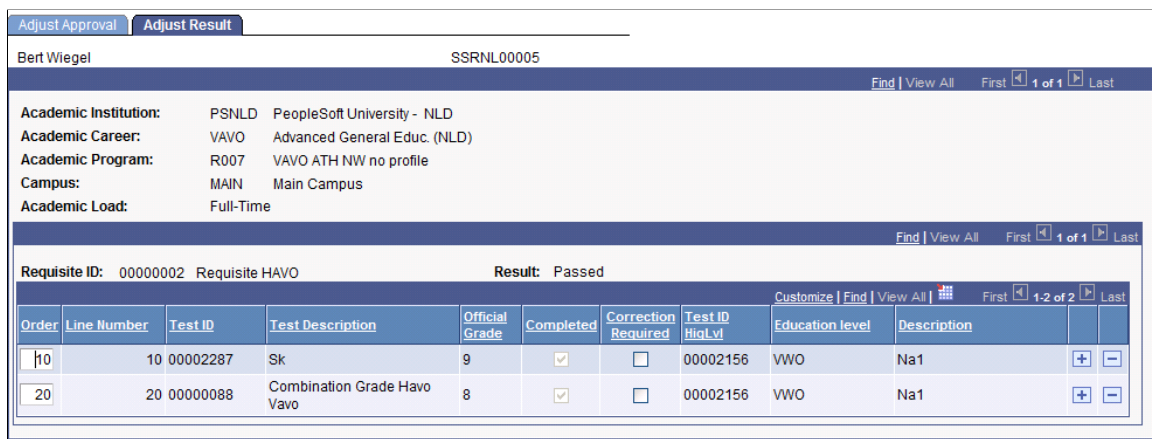 Adjust Approval Adjust Result
Bert Wiegel SSRNL00005
Find | View All First 1 of 1 Last
Academic Institution: PSNLD PeopleSoft University - NLD
Academic Career: VAVO Advanced General Educ. (NLD)
Academic Program: R007 VAVO ATH NW no profile
Campus: MAIN Main Campus
Academic Load: Full-Time
Find | View All First 1 of 1 Last
Requisite ID: 00000002 Requisite HAVO Result: Passed
Customize | Find | View All | First 1-2 of 2 Last
Order Line Number Test ID Test Description Official Grade Completed Correction Required Test ID HigLvl Education level Description
10 10 00002287 Sk 9 00002156 VWO Na1
20 20 00000088 Combination Grade Havo Vavo 8 00002156 VWO Na1